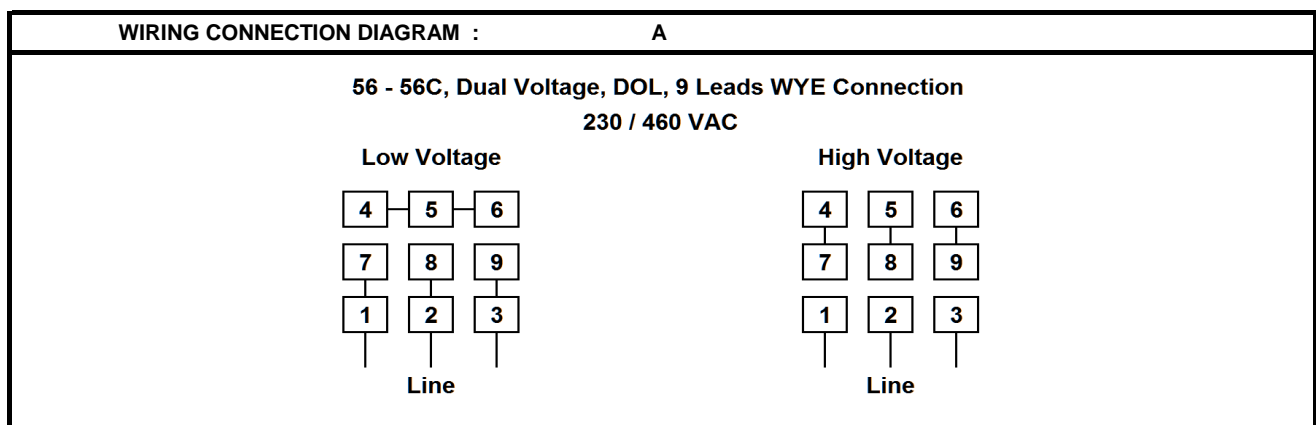 WIRING CONNECTION DIAGRAM : A
56 - 56C, Dual Voltage, DOL, 9 Leads WYE Connection
230 / 460 VAC
Low Voltage High Voltage
4 5 6 4 5 6
7 8 9 7 8 9
1 2 3 1 2 3
Line Line